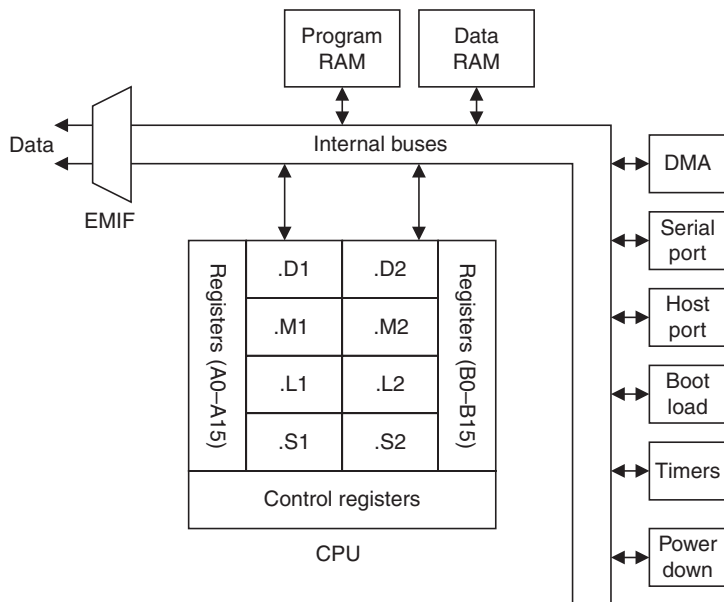 Program
RAM
Data
RAM
Data
Internal buses
EMIF
DMA
Serial
port
Host
port
Boot
load
Timers
Power
down
Registers (A0–A15)
.D1
.D2
.M1
.M2
.L1
.L2
.S1
.S2
Registers (B0–B15)
Control registers
CPU